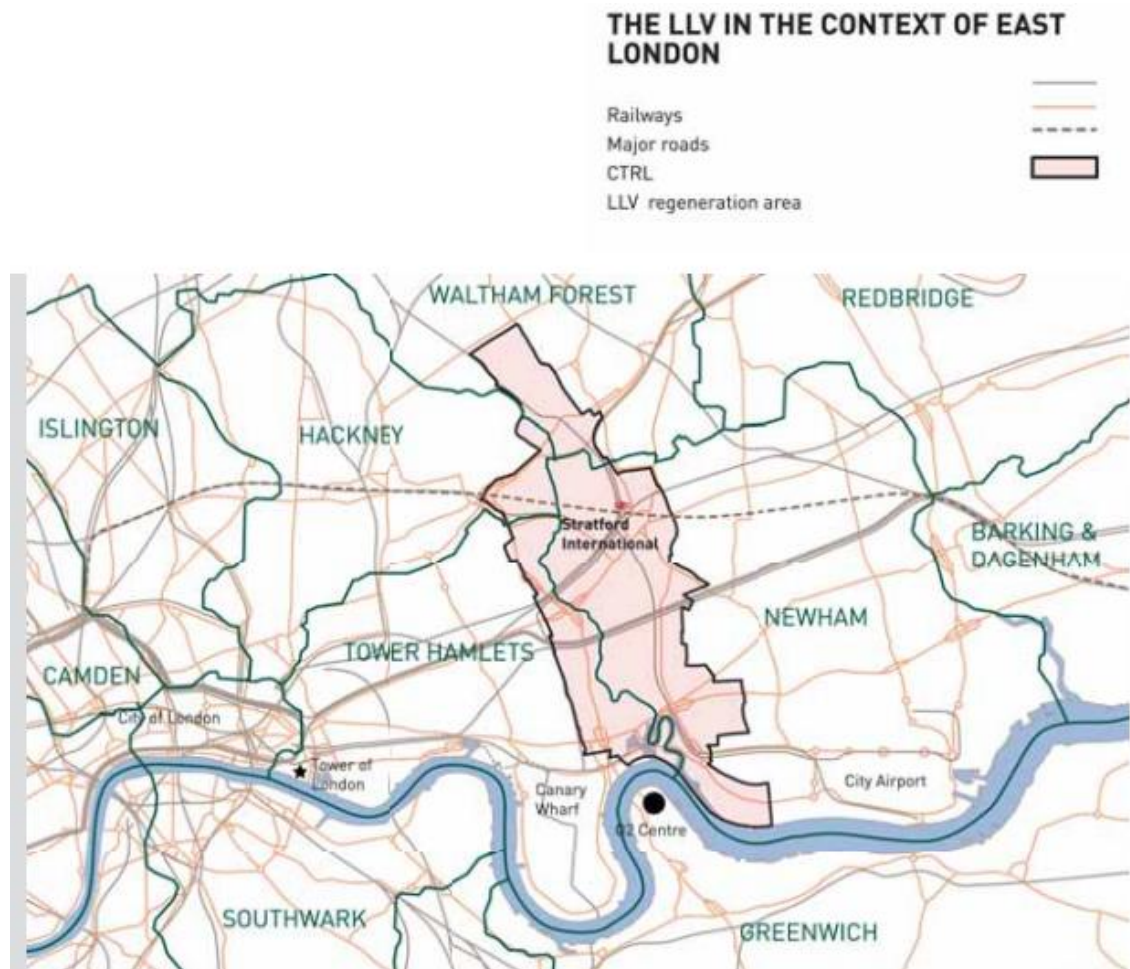 THE LLV IN THE CONTEXT OF EAST
LONDON
Railways
Major roads
CTRL
LLV regeneration area
WALTHAM FOREST
REDBRIDGE
ISLINGTON
HACKNEY
Stratford
International
BARKING &
DAGENHAM
NEWHAM
TOWER HAMLETS
CAMDEN
City of London
Tower of
London
Canary
Wharf
City Airport
O2 Centre
SOUTHWARK
GREENWICH